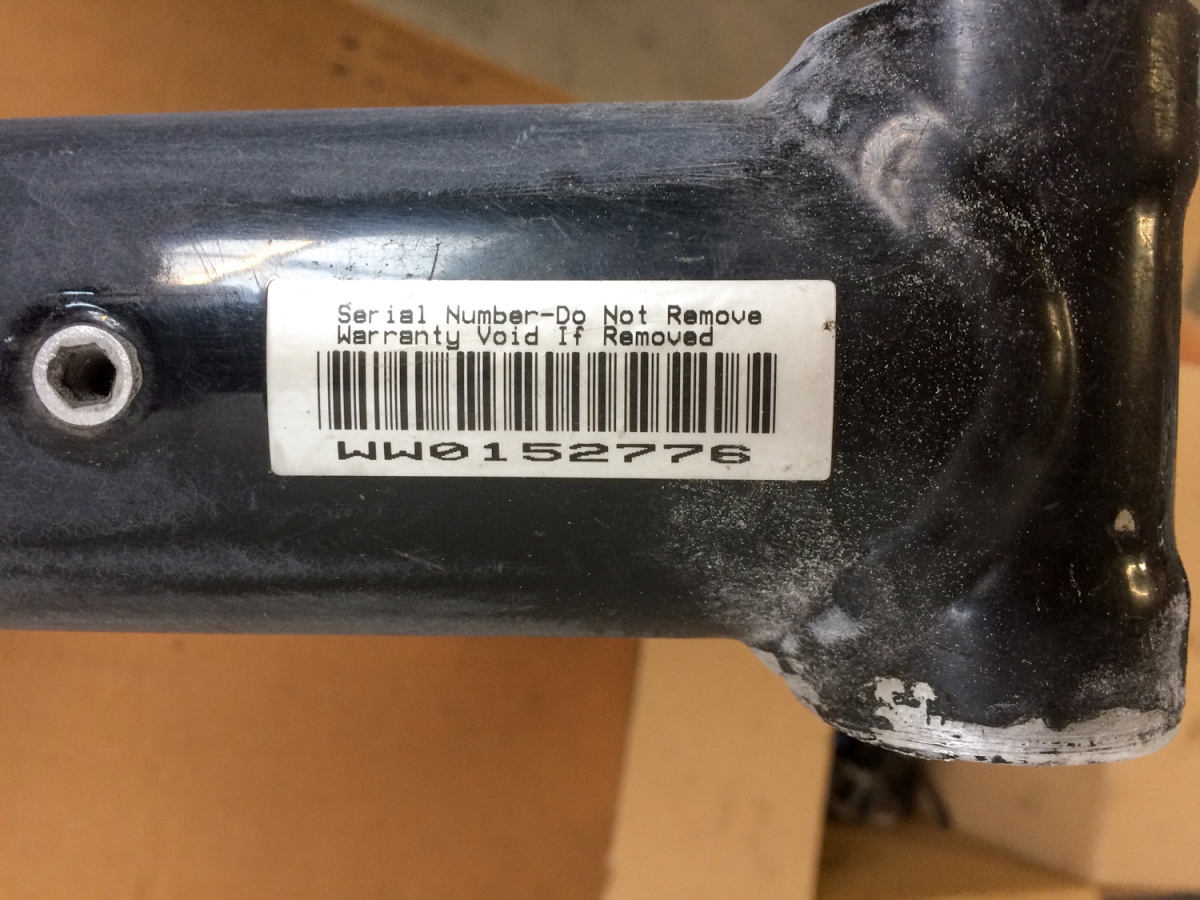 Serial Number-Do Not Remove
Warranty Void If Removed
WW0152776